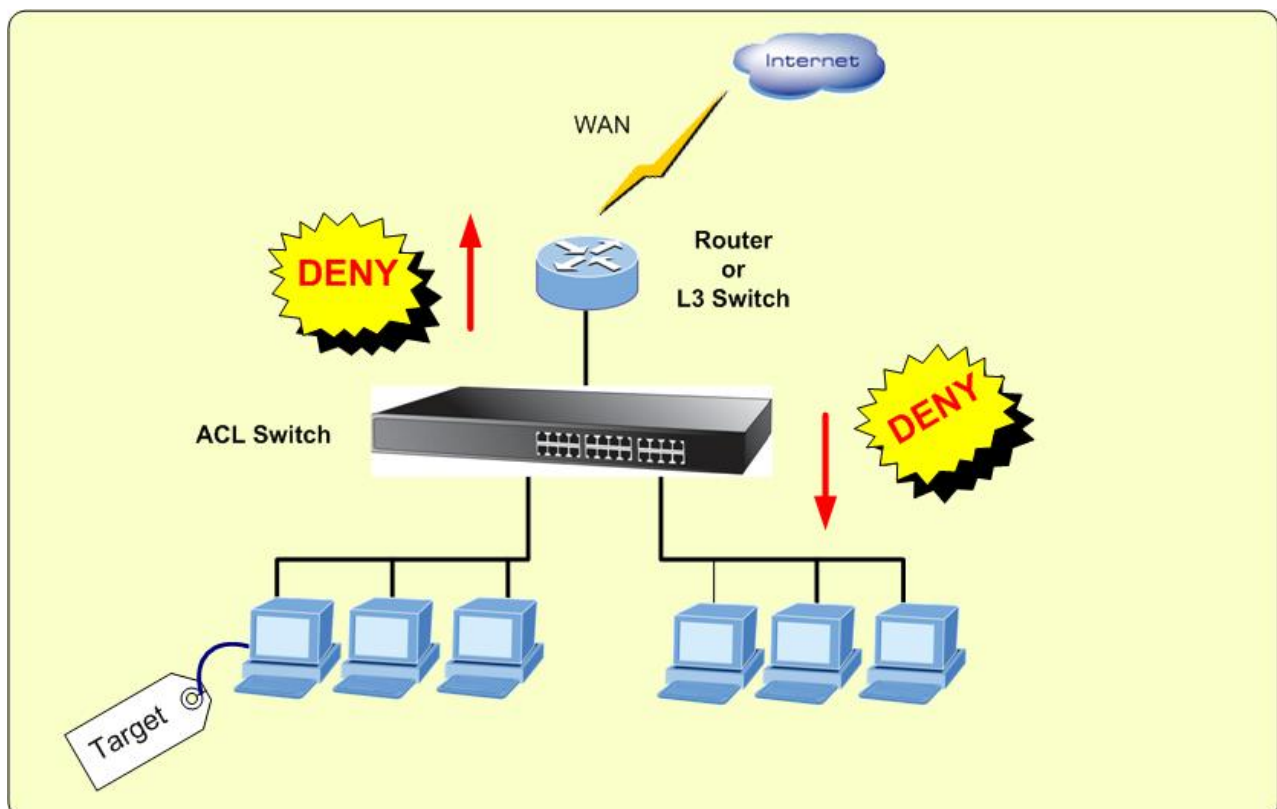 Internet
WAN
DENY
Router
or
L3 Switch
ACL Switch
DENY
Target